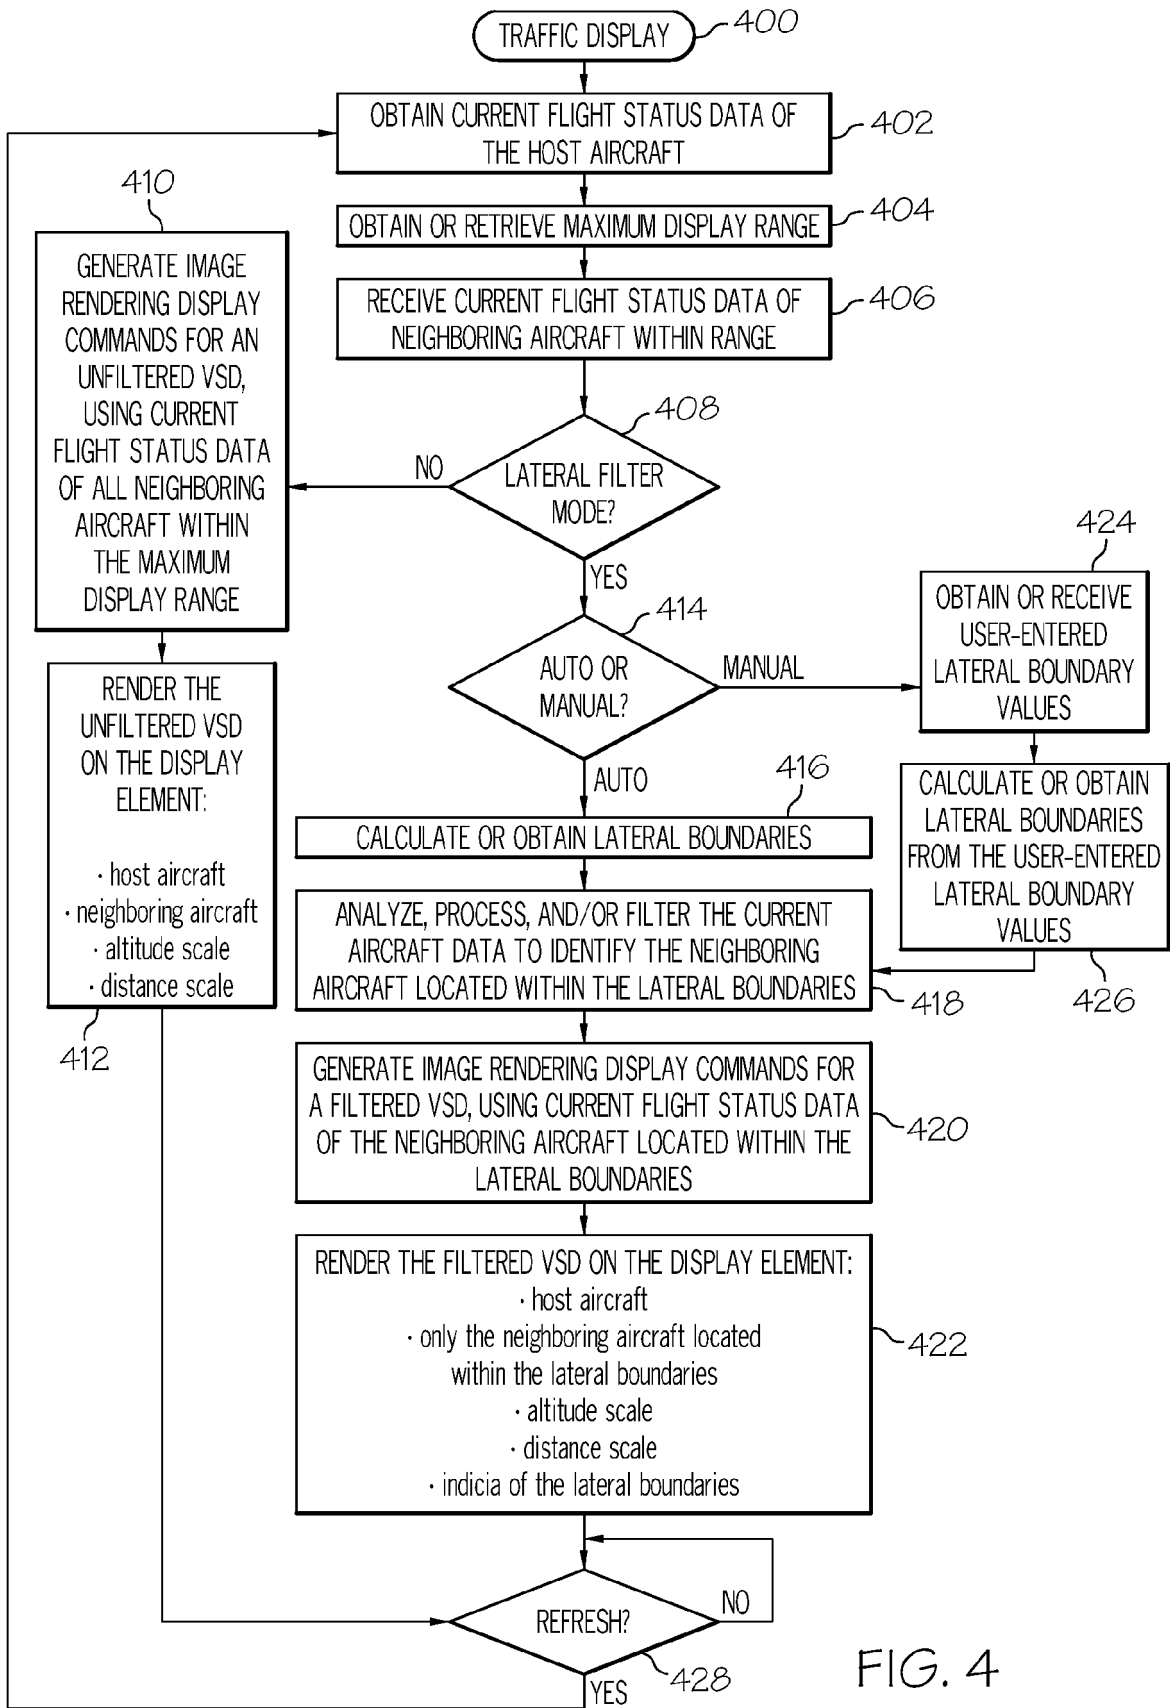 TRAFFIC DISPLAY
400
OBTAIN CURRENT FLIGHT STATUS DATA OF
THE HOST AIRCRAFT
402
OBTAIN OR RETRIEVE MAXIMUM DISPLAY RANGE
404
RECEIVE CURRENT FLIGHT STATUS DATA OF
NEIGHBORING AIRCRAFT WITHIN RANGE
406
LATERAL FILTER
MODE?
408
NO
YES
410
GENERATE IMAGE
RENDERING DISPLAY
COMMANDS FOR AN
UNFILTERED VSD,
USING CURRENT
FLIGHT STATUS DATA
OF ALL NEIGHBORING
AIRCRAFT WITHIN
THE MAXIMUM
DISPLAY RANGE
RENDER THE
UNFILTERED VSD
ON THE DISPLAY
ELEMENT:
· host aircraft
· neighboring aircraft
· altitude scale
· distance scale
412
AUTO OR
MANUAL?
414
MANUAL
AUTO
424
OBTAIN OR RECEIVE
USER-ENTERED
LATERAL BOUNDARY
VALUES
CALCULATE OR OBTAIN
LATERAL BOUNDARIES
FROM THE USER-ENTERED
LATERAL BOUNDARY
VALUES
426
416
CALCULATE OR OBTAIN LATERAL BOUNDARIES
ANALYZE, PROCESS, AND/OR FILTER THE CURRENT
AIRCRAFT DATA TO IDENTIFY THE NEIGHBORING
AIRCRAFT LOCATED WITHIN THE LATERAL BOUNDARIES
418
GENERATE IMAGE RENDERING DISPLAY COMMANDS FOR
A FILTERED VSD, USING CURRENT FLIGHT STATUS DATA
OF THE NEIGHBORING AIRCRAFT LOCATED WITHIN THE
LATERAL BOUNDARIES
420
RENDER THE FILTERED VSD ON THE DISPLAY ELEMENT:
· host aircraft
· only the neighboring aircraft located
within the lateral boundaries
· altitude scale
· distance scale
· indicia of the lateral boundaries
422
REFRESH?
NO
428
YES
FIG. 4